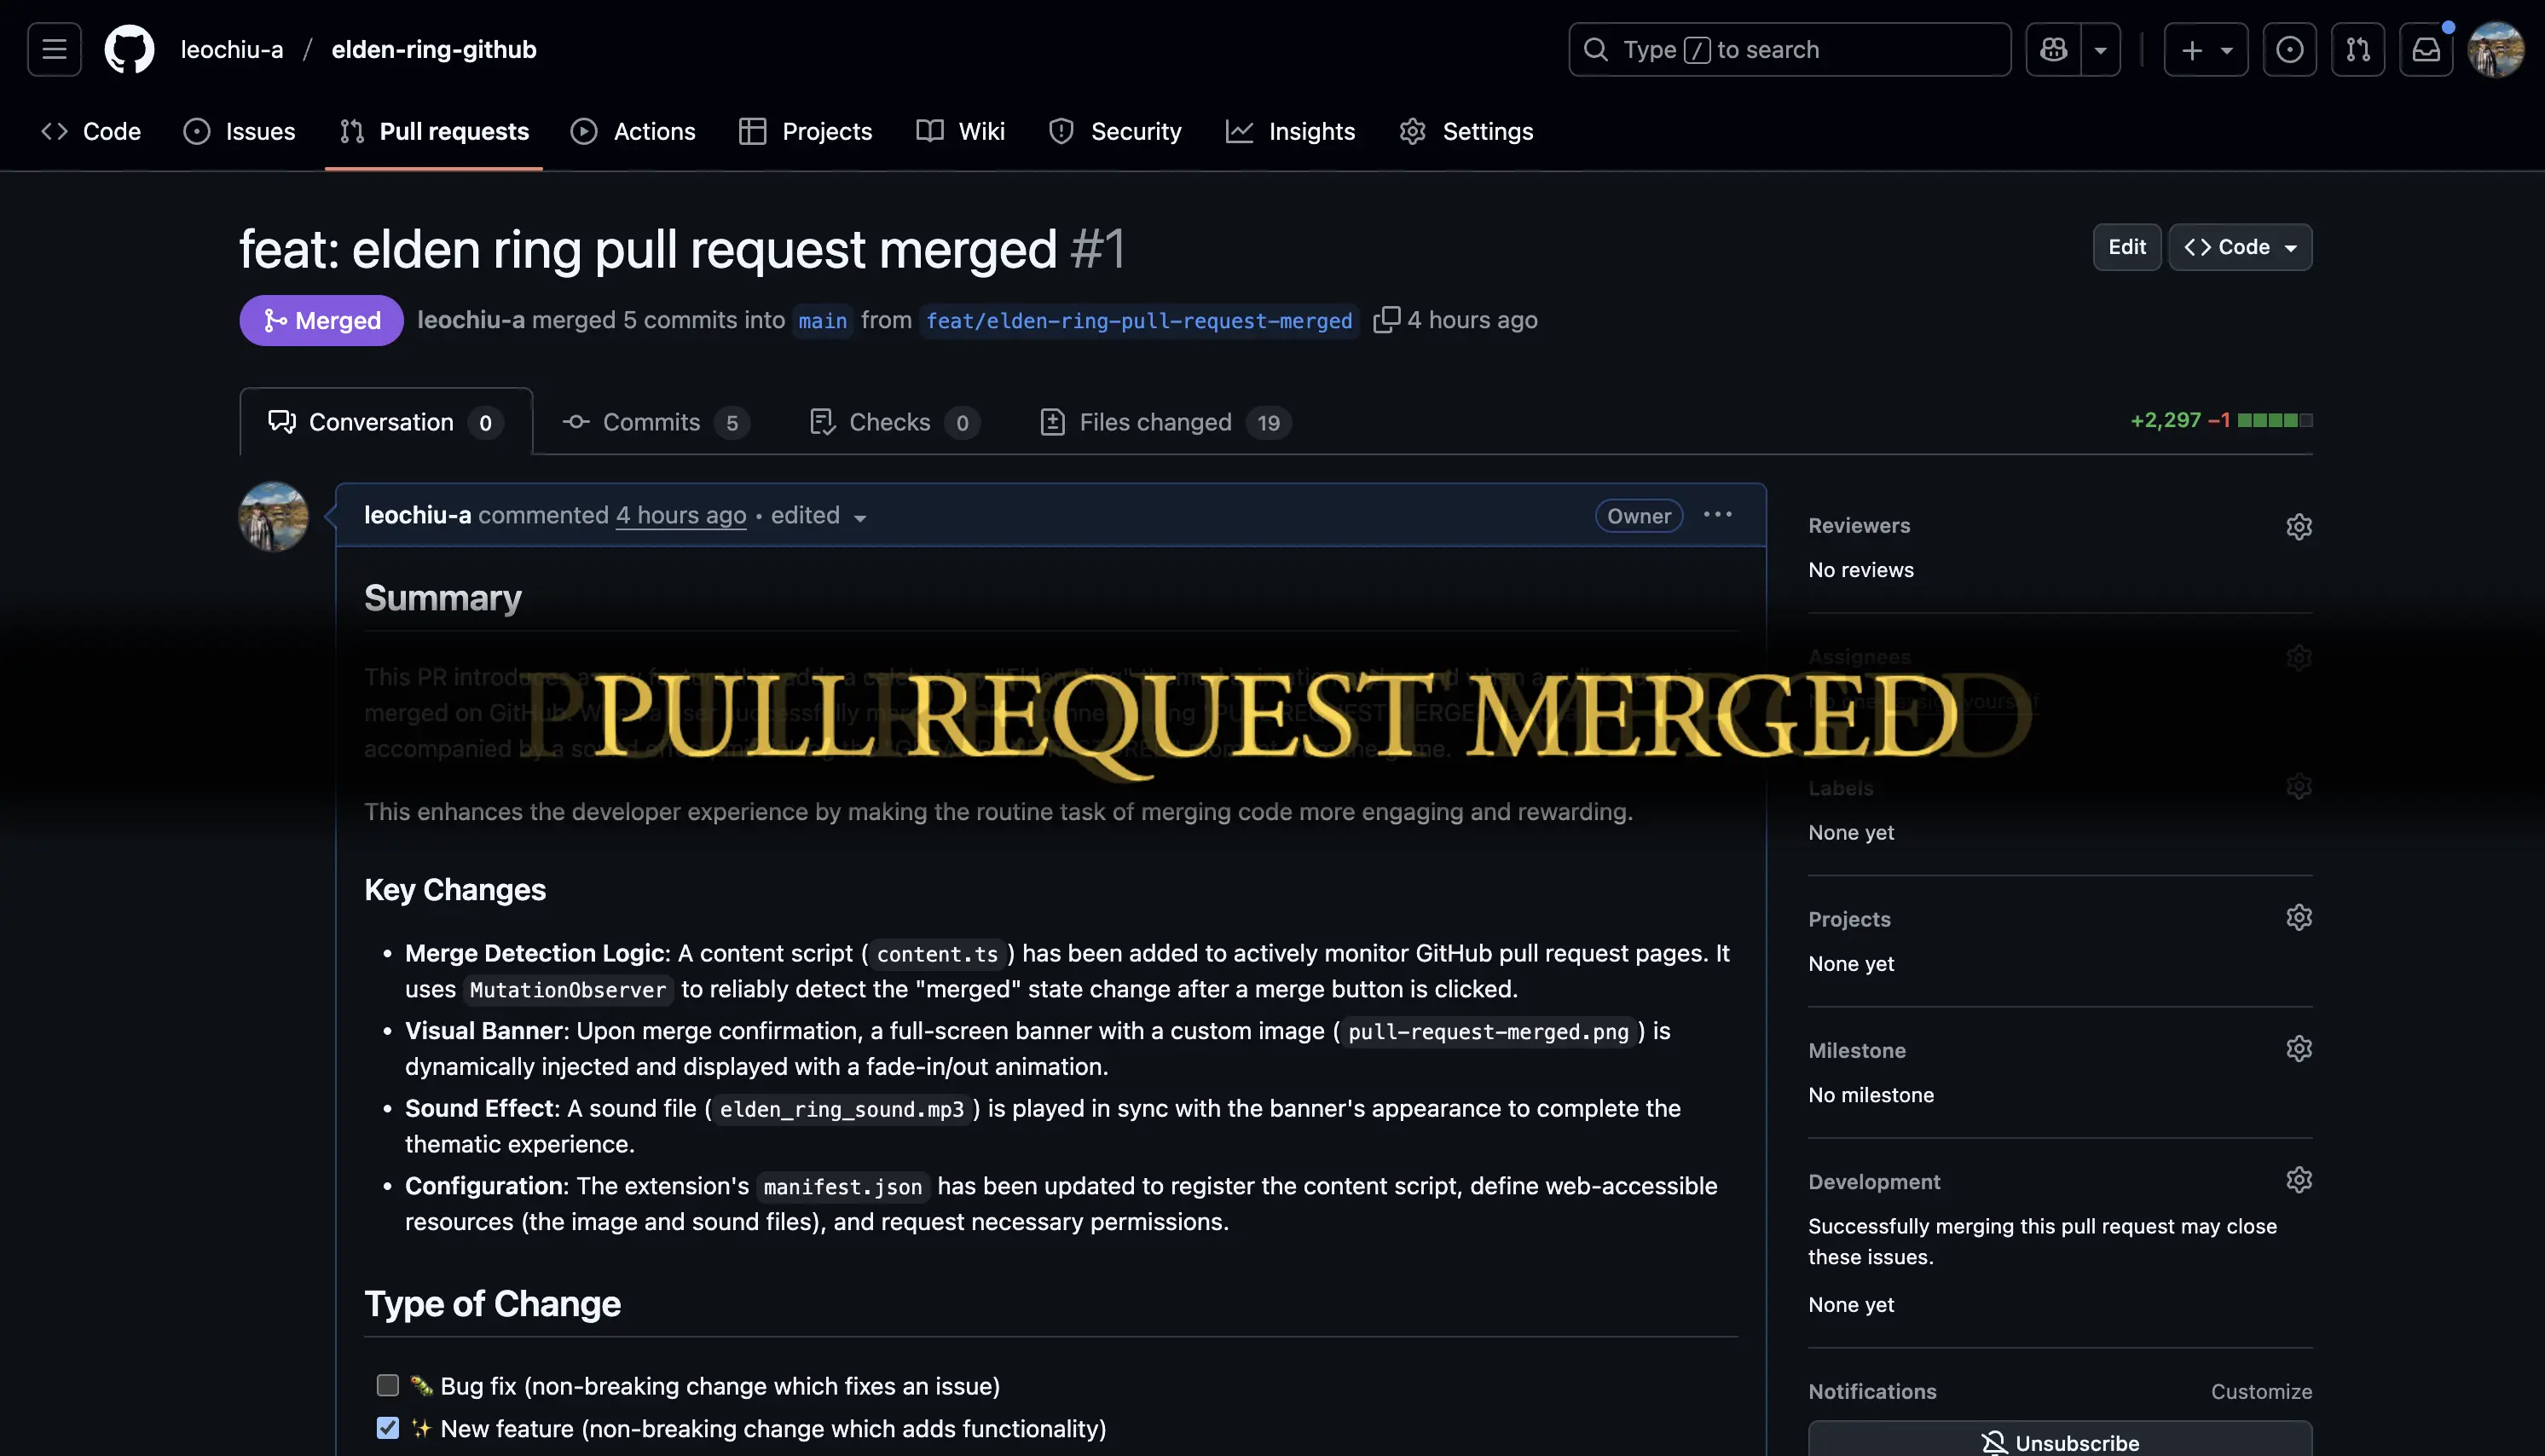 leochiu-a / elden-ring-github
Type / to search
Code
Issues
Pull requests
Actions
Projects
Wiki
Security
Insights
Settings
feat: elden ring pull request merged #1
Edit
Code
Merged
leochiu-a merged 5 commits into main from feat/elden-ring-pull-request-merged 4 hours ago
Conversation 0
Commits 5
Checks 0
Files changed 19
+2,297 −1
leochiu-a commented 4 hours ago • edited
Owner
Summary
This PR introduces
merged on GitHub.
accompanied by a
PULL REQUEST MERGED
This enhances the developer experience by making the routine task of merging code more engaging and rewarding.
Key Changes
• Merge Detection Logic: A content script ( content.ts ) has been added to actively monitor GitHub pull request pages. It
uses MutationObserver to reliably detect the "merged" state change after a merge button is clicked.
• Visual Banner: Upon merge confirmation, a full-screen banner with a custom image ( pull-request-merged.png ) is
dynamically injected and displayed with a fade-in/out animation.
• Sound Effect: A sound file ( elden_ring_sound.mp3 ) is played in sync with the banner's appearance to complete the
thematic experience.
• Configuration: The extension's manifest.json has been updated to register the content script, define web-accessible
resources (the image and sound files), and request necessary permissions.
Type of Change
🐛 Bug fix (non-breaking change which fixes an issue)
✨ New feature (non-breaking change which adds functionality)
Reviewers
No reviews
Assignees
Labels
None yet
Projects
None yet
Milestone
No milestone
Development
Successfully merging this pull request may close
these issues.
None yet
Notifications
Customize
Unsubscribe